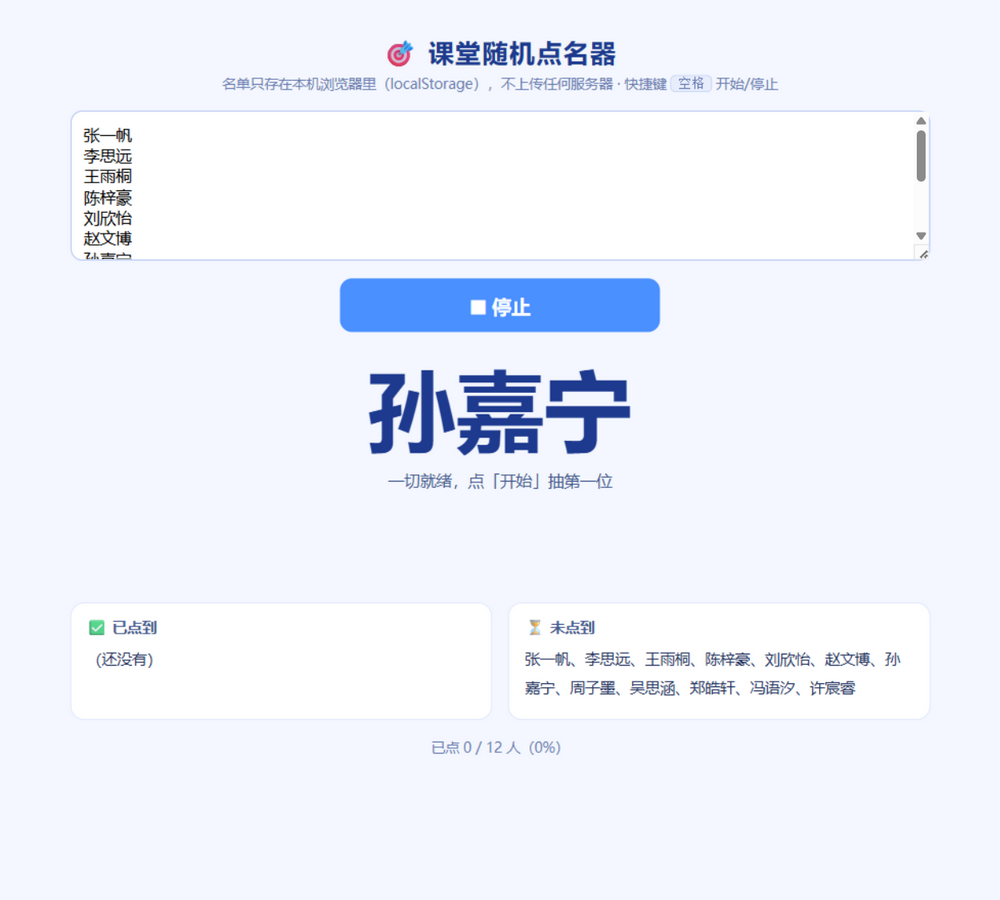 🎯 课堂随机点名器
名单只存在本机浏览器里（localStorage），不上传任何服务器 · 快捷键 空格 开始/停止
张一帆
李思远
王雨桐
陈梓豪
刘欣怡
赵文博
孙嘉宁
■ 停止
孙嘉宁
一切就绪，点「开始」抽第一位
✅ 已点到
（还没有）
⏳ 未点到
张一帆、李思远、王雨桐、陈梓豪、刘欣怡、赵文博、孙
嘉宁、周子墨、吴思涵、郑皓轩、冯语汐、许宸睿
已点 0 / 12 人（0%）